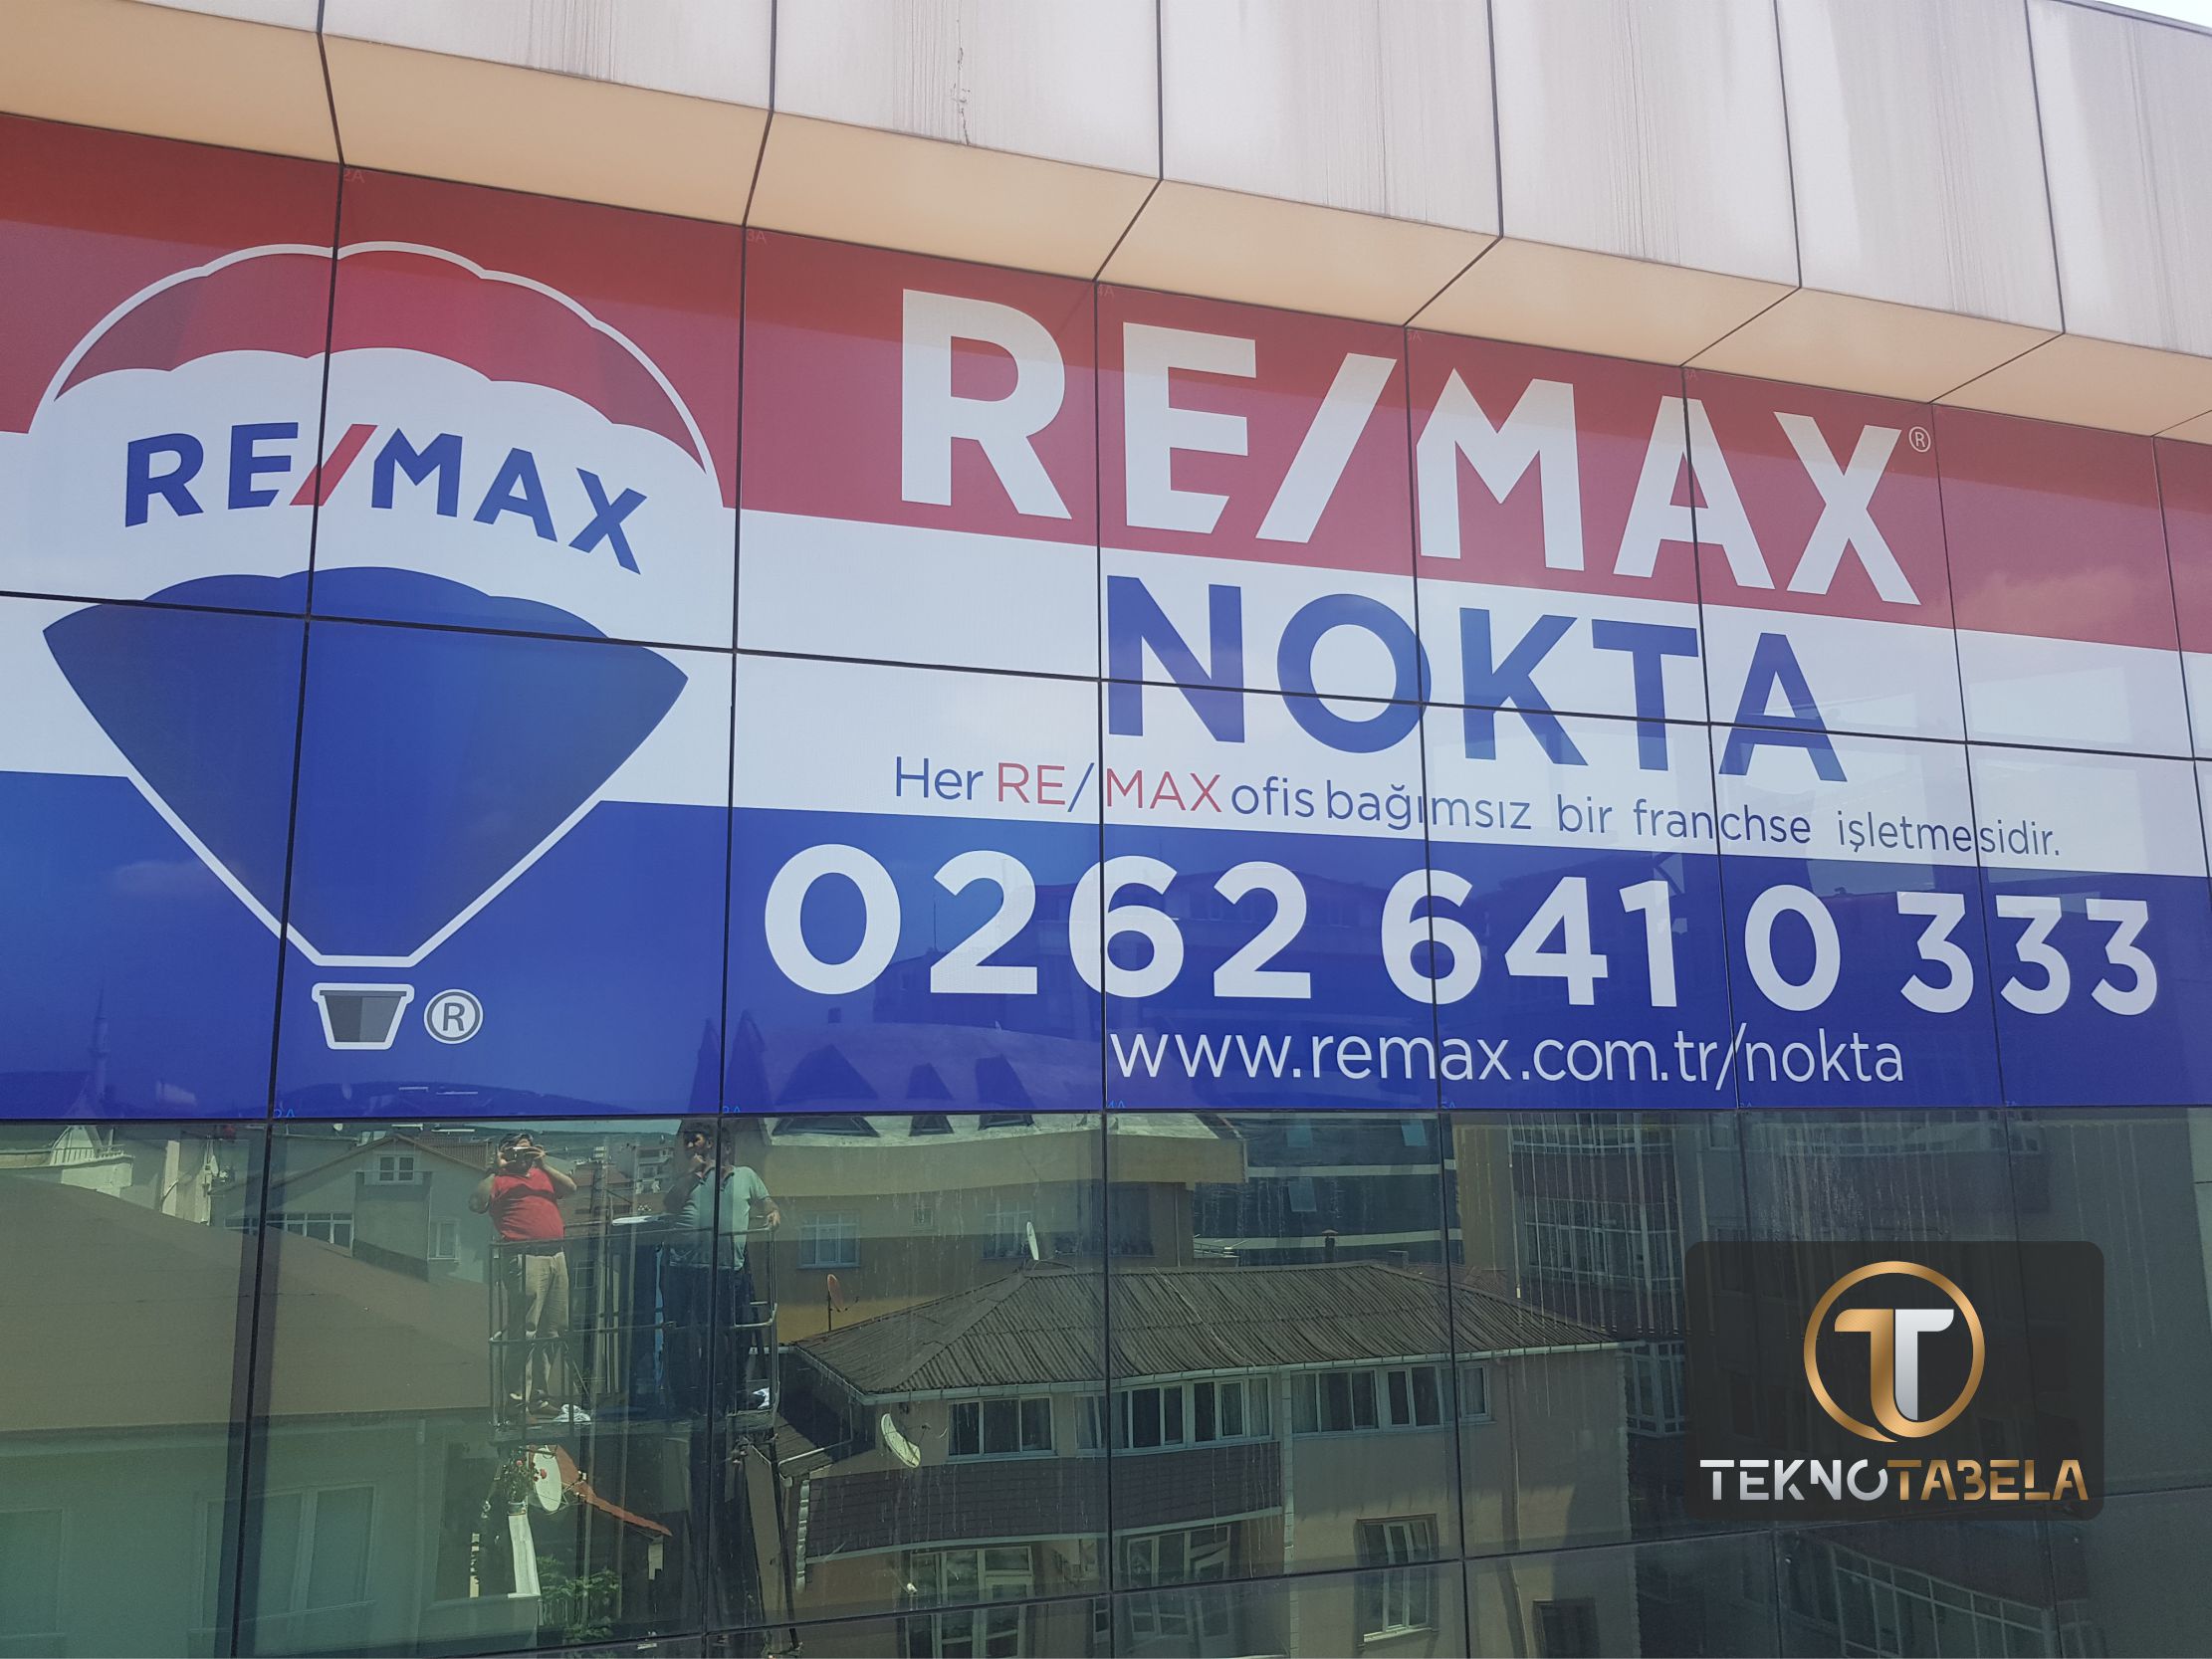 RE/MAX
®
RE/MAX®
NOKTA
Her RE/MAX ofis bağımsız bir franchse işletmesidir.
0262 641 0 333
www.remax.com.tr/nokta
TEKNOTABELA